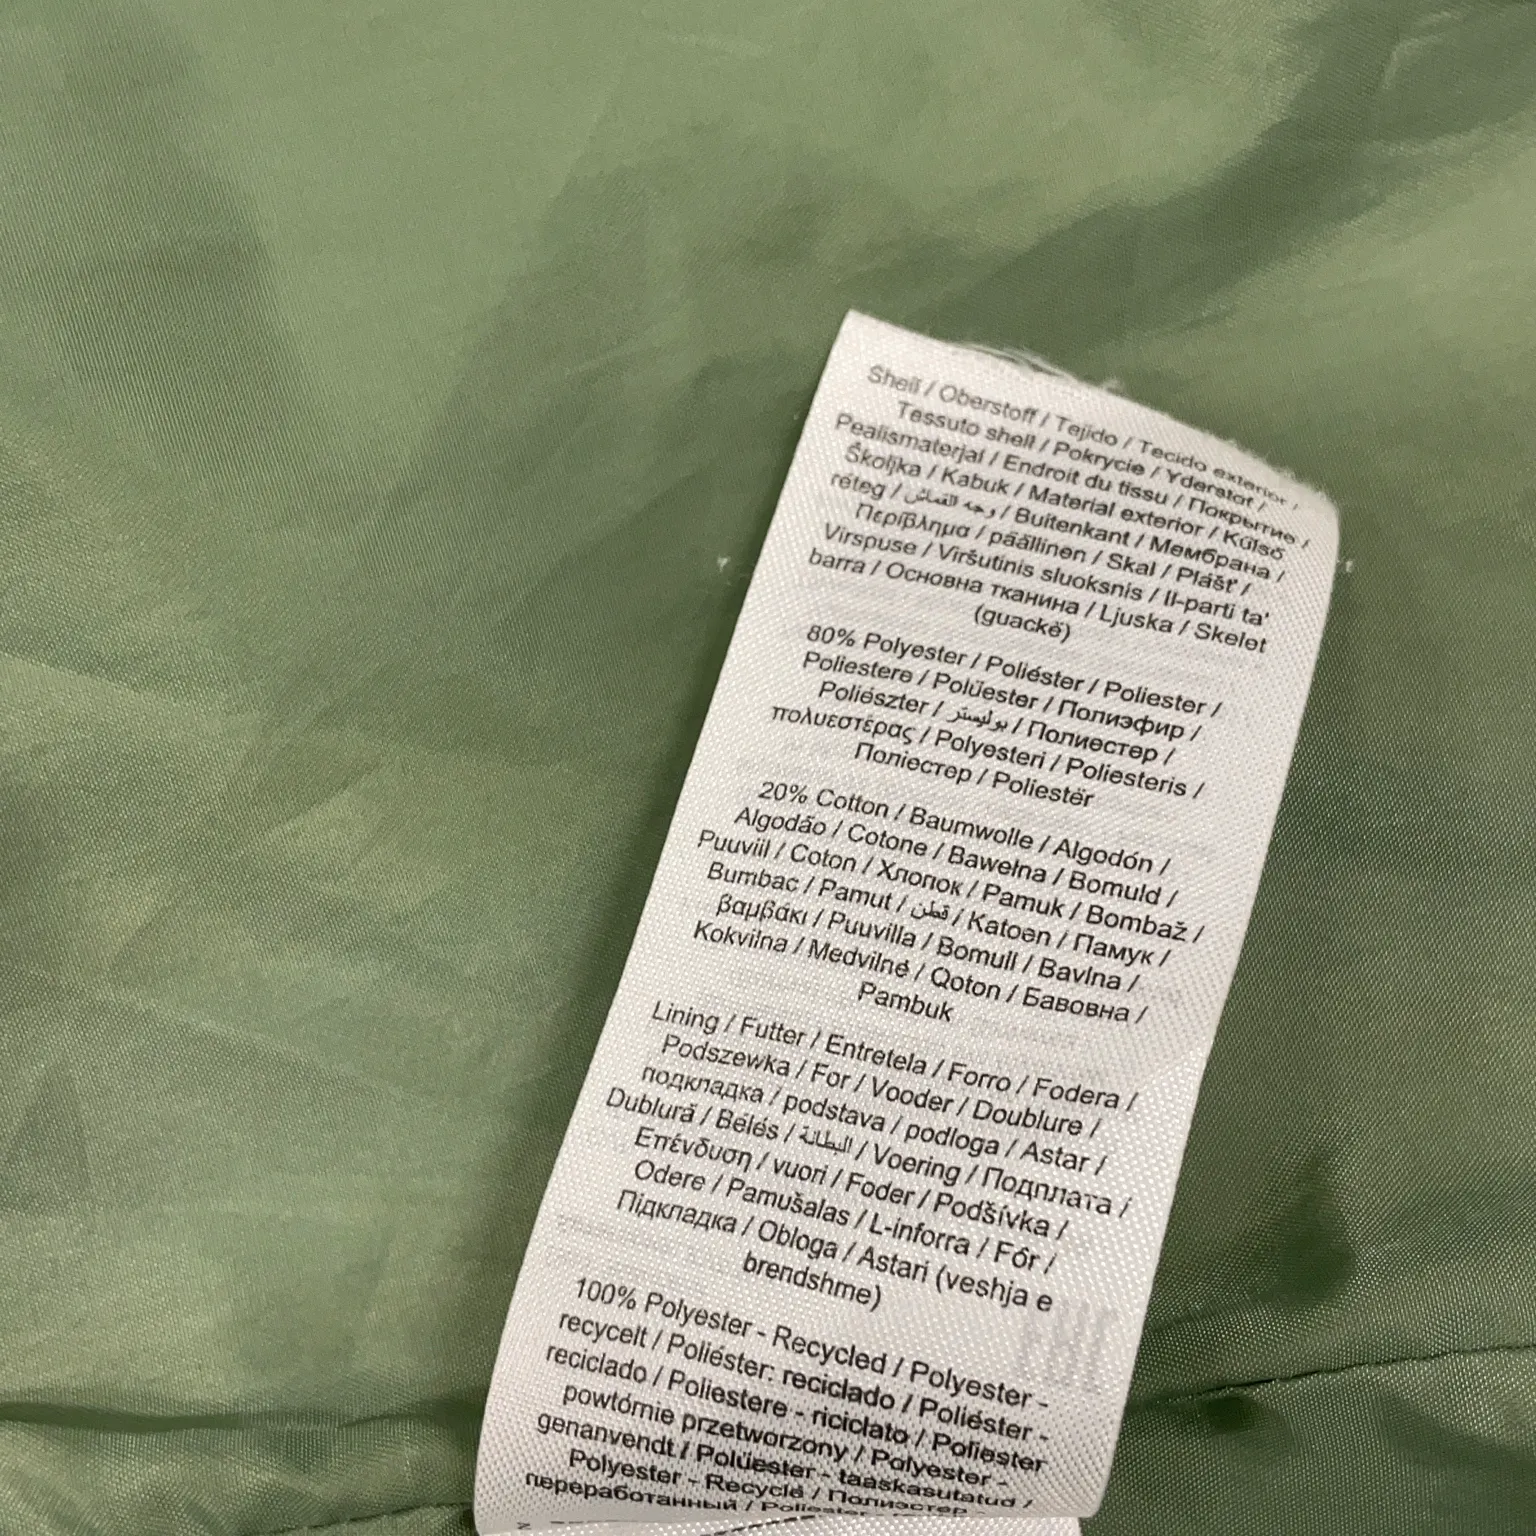 Shell / Oberstoff / Tejido / Tecido exterior /
Tessuto shell / Pokrycie / Yderstof /
Pealismaterjal / Endroit du tissu / Покрытие /
Školjka / Kabuk / Material exterior / Külső
réteg / وجه القماش / Buitenkant / Мембрана /
Περίβλημα / päällinen / Skal / Plášť /
Virspuse / Viršutinis sluoksnis / Il-parti ta'
barra / Основна тканина / Ljuska / Skelet
(guackë)
80% Polyester / Poliéster / Poliester /
Poliestere / Polüester / Полиэфир /
Poliészter / بوليستر / Полиестер /
πολυεστέρας / Polyesteri / Poliesteris /
Поліестер / Poliestër
20% Cotton / Baumwolle / Algodón /
Algodão / Cotone / Bawełna / Bomuld /
Puuviil / Coton / Хлопок / Pamuk / Bombaž /
Bumbac / Pamut / قطن / Katoen / Памук /
βαμβάκι / Puuvilla / Bomull / Bavlna /
Kokvilna / Medvilnė / Qoton / Бавовна /
Pambuk
Lining / Futter / Entretela / Forro / Fodera /
Podszewka / For / Vooder / Doublure /
подкладка / podstava / podloga / Astar /
Dublură / Bélés / البطانة / Voering / Подплата /
Επένδυση / vuori / Foder / Podšívka /
Odere / Pamušalas / L-inforra / Fôr /
Підкладка / Obloga / Astari (veshja e
brendshme)
100% Polyester - Recycled / Polyester -
recycelt / Poliéster: reciclado / Poliéster -
reciclado / Poliestere - riciclato / Poliester
powtórnie przetworzony / Polyester -
genanvendt / Polüester - taaskasutatud /
Polyester - Recyclé / Полиэстер -
переработанный / Poliester